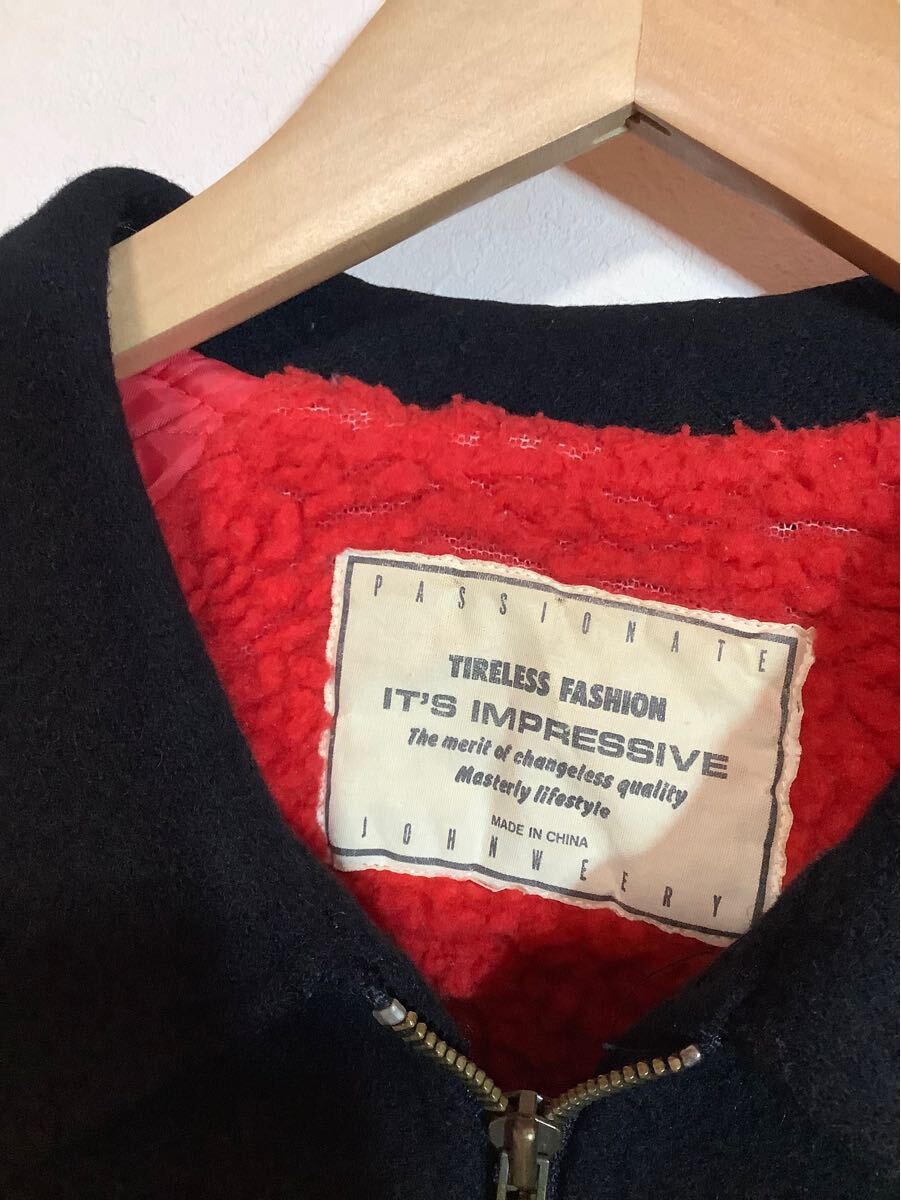 PASSIONATE
TIRELESS FASHION
IT'S IMPRESSIVE
The merit of changeless quality
Masterly lifestyle
MADE IN CHINA
JOHNWEERY